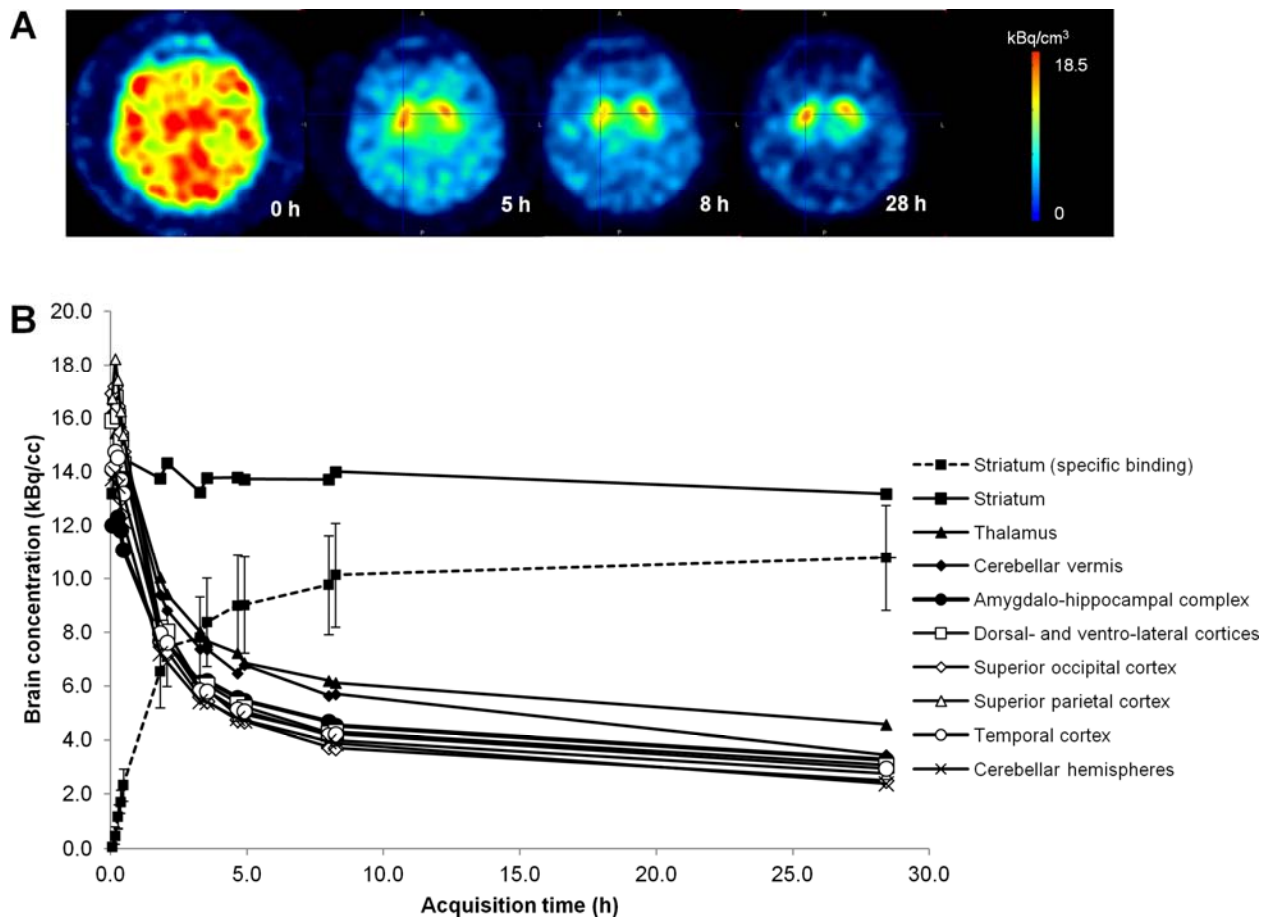 A
kBq/cm³
18.5
0
0 h
5 h
8 h
28 h
B
Brain concentration (kBq/cc)
20.0
18.0
16.0
14.0
12.0
10.0
8.0
6.0
4.0
2.0
0.0
0.0 5.0 10.0 15.0 20.0 25.0 30.0
Acquisition time (h)
Striatum (specific binding)
Striatum
Thalamus
Cerebellar vermis
Amygdalo-hippocampal complex
Dorsal- and ventro-lateral cortices
Superior occipital cortex
Superior parietal cortex
Temporal cortex
Cerebellar hemispheres